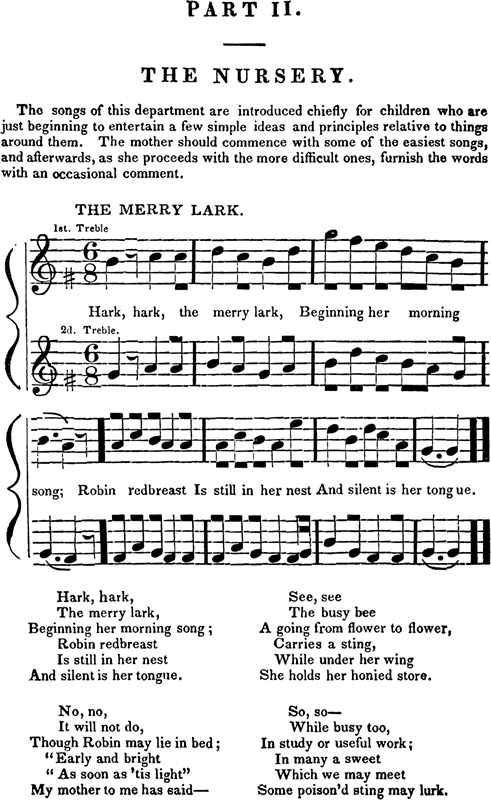 PART II.
THE NURSERY.
The songs of this department are introduced chiefly for children who are
just beginning to entertain a few simple ideas and principles relative to things
around them. The mother should commence with some of the easiest songs,
and afterwards, as she proceeds with the more difficult ones, furnish the words
with an occasional comment.
THE MERRY LARK.
1st. Treble
6
8
Hark, hark, the merry lark, Beginning her morning
2d. Treble.
6
8
song; Robin redbreast Is still in her nest And silent is her tongue.
Hark, hark,
The merry lark,
Beginning her morning song;
Robin redbreast
Is still in her nest
And silent is her tongue.
No, no,
It will not do,
Though Robin may lie in bed;
"Early and bright
"As soon as 'tis light"
My mother to me has said—
See, see
The busy bee
A going from flower to flower,
Carries a sting,
While under her wing
She holds her honied store.
So, so—
While busy too,
In study or useful work;
In many a sweet
Which we may meet
Some poison'd sting may lurk.